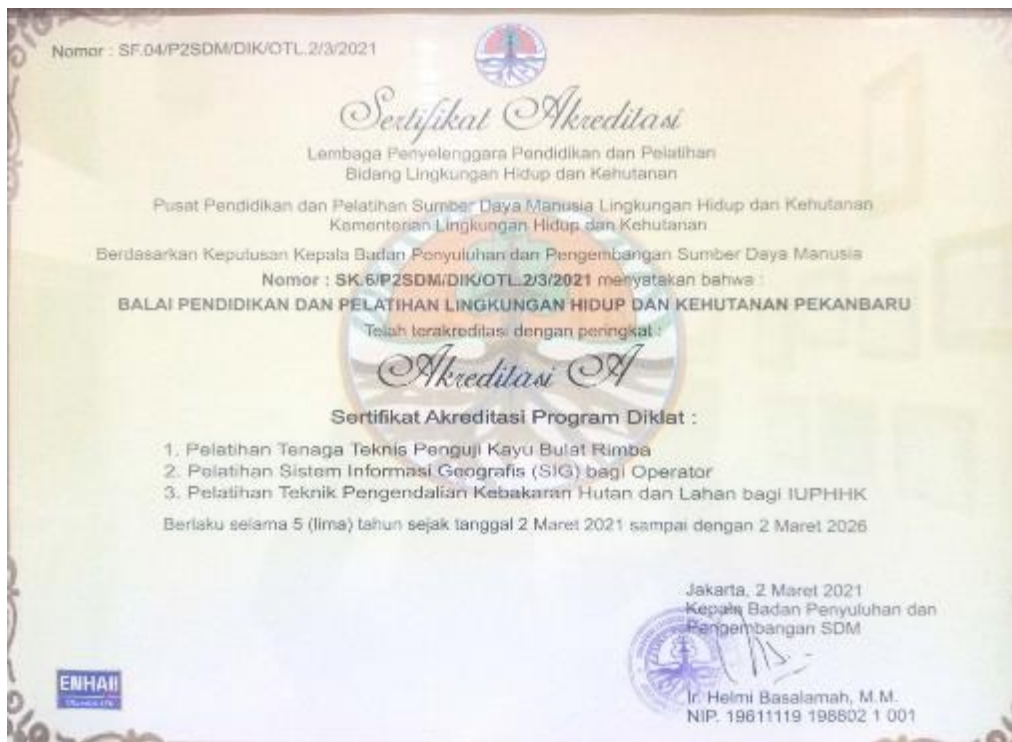 Nomor : SF.04/P2SDM/DIK/OTL.2/3/2021
Sertifikat Akreditasi
Lembaga Penyelenggara Pendidikan dan Pelatihan
Bidang Lingkungan Hidup dan Kehutanan
Pusat Pendidikan dan Pelatihan Sumber Daya Manusia Lingkungan Hidup dan Kehutanan
Kementerian Lingkungan Hidup dan Kehutanan
Berdasarkan Keputusan Kepala Badan Penyuluhan dan Pengembangan Sumber Daya Manusia
Nomor : SK.6/P2SDM/DIK/OTL.2/3/2021 menyatakan bahwa :
BALAI PENDIDIKAN DAN PELATIHAN LINGKUNGAN HIDUP DAN KEHUTANAN PEKANBARU
Telah terakreditasi dengan peringkat :
Akreditasi A
Sertifikat Akreditasi Program Diklat :
1. Pelatihan Tenaga Teknis Penguji Kayu Bulat Rimba
2. Pelatihan Sistem Informasi Geografis (SIG) bagi Operator
3. Pelatihan Teknik Pengendalian Kebakaran Hutan dan Lahan bagi IUPHHK
Berlaku selama 5 (lima) tahun sejak tanggal 2 Maret 2021 sampai dengan 2 Maret 2026
Jakarta, 2 Maret 2021
Kepala Badan Penyuluhan dan
Pengembangan SDM
Ir. Helmi Basalamah, M.M.
NIP. 19611119 198802 1 001
ENHAII